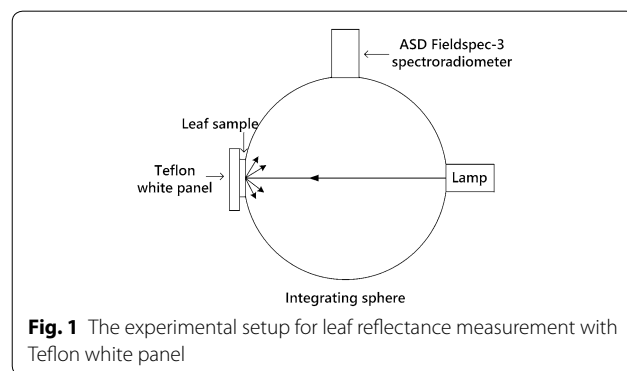 ASD Fieldspec-3
spectroradiometer
Leaf sample
Teflon
white panel
Lamp
Integrating sphere
Fig. 1 The experimental setup for leaf reflectance measurement with
Teflon white panel